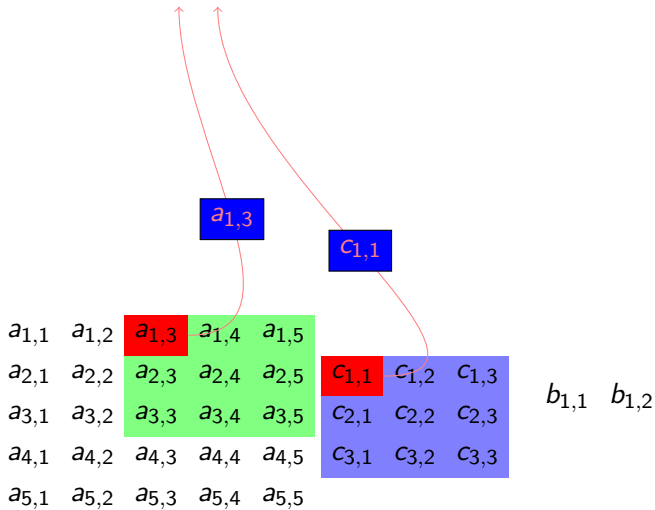 a1,3
c1,1
a1,1 a1,2 a1,3 a1,4 a1,5
a2,1 a2,2 a2,3 a2,4 a2,5 c1,1 c1,2 c1,3
b1,1 b1,2
a3,1 a3,2 a3,3 a3,4 a3,5 c2,1 c2,2 c2,3
a4,1 a4,2 a4,3 a4,4 a4,5 c3,1 c3,2 c3,3
a5,1 a5,2 a5,3 a5,4 a5,5